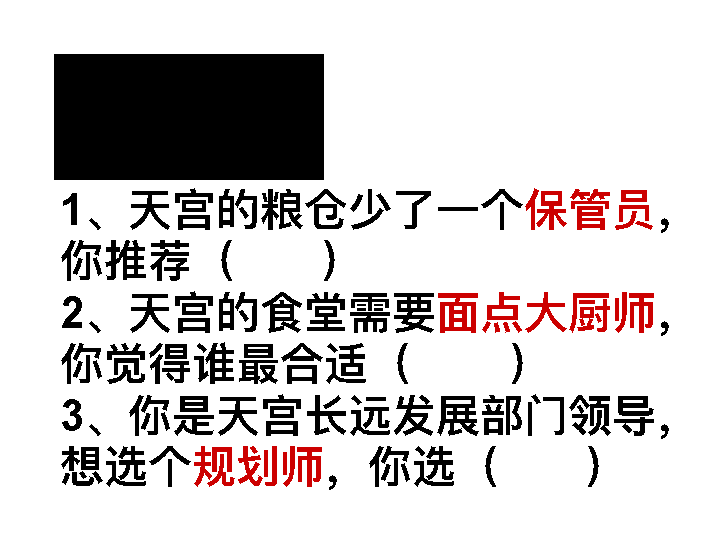 1、天宫的粮仓少了一个保管员，
你推荐（　　）
2、天宫的食堂需要面点大厨师，
你觉得谁最合适（　　）
3、你是天宫长远发展部门领导，
想选个规划师，你选（　　）